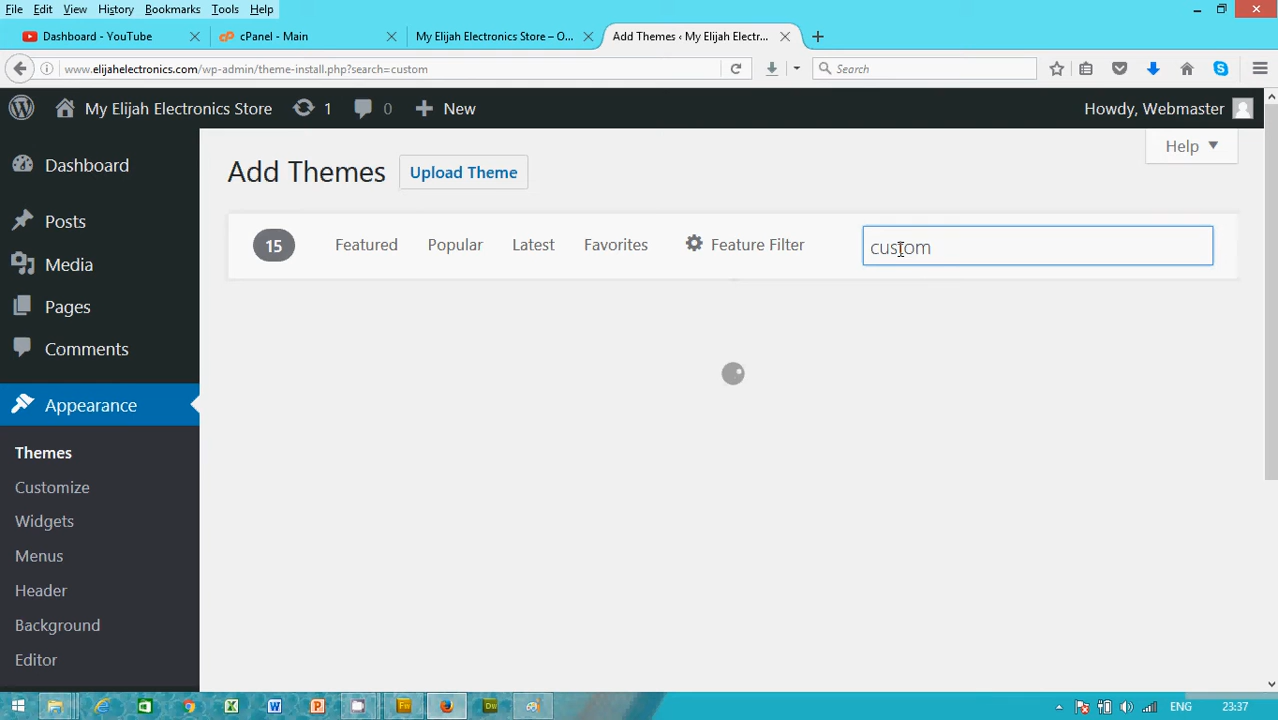 File Edit View History Bookmarks Tools Help
Dashboard - YouTube
cPanel - Main
My Elijah Electronics Store – O...
Add Themes ‹ My Elijah Electr...
www.elijahelectronics.com/wp-admin/theme-install.php?search=custom
Search
My Elijah Electronics Store 1 0 New
Howdy, Webmaster
Help
Dashboard
Posts
Media
Pages
Comments
Appearance
Themes
Customize
Widgets
Menus
Header
Background
Editor
Add Themes Upload Theme
15 Featured Popular Latest Favorites Feature Filter custom
ENG 23:37